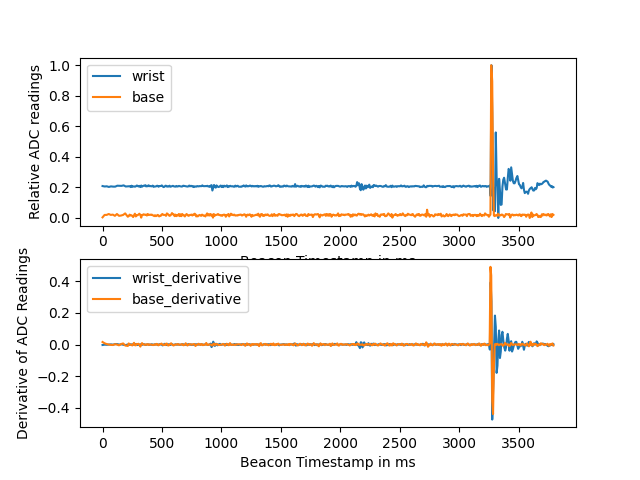 1.0
0.8
0.6
0.4
0.2
0.0
Relative ADC readings
wrist
base
0 500 1000 1500 2000 2500 3000 3500
Beacon Timestamp in ms
0.4
0.2
0.0
−0.2
−0.4
Derivative of ADC Readings
wrist_derivative
base_derivative
0 500 1000 1500 2000 2500 3000 3500
Beacon Timestamp in ms